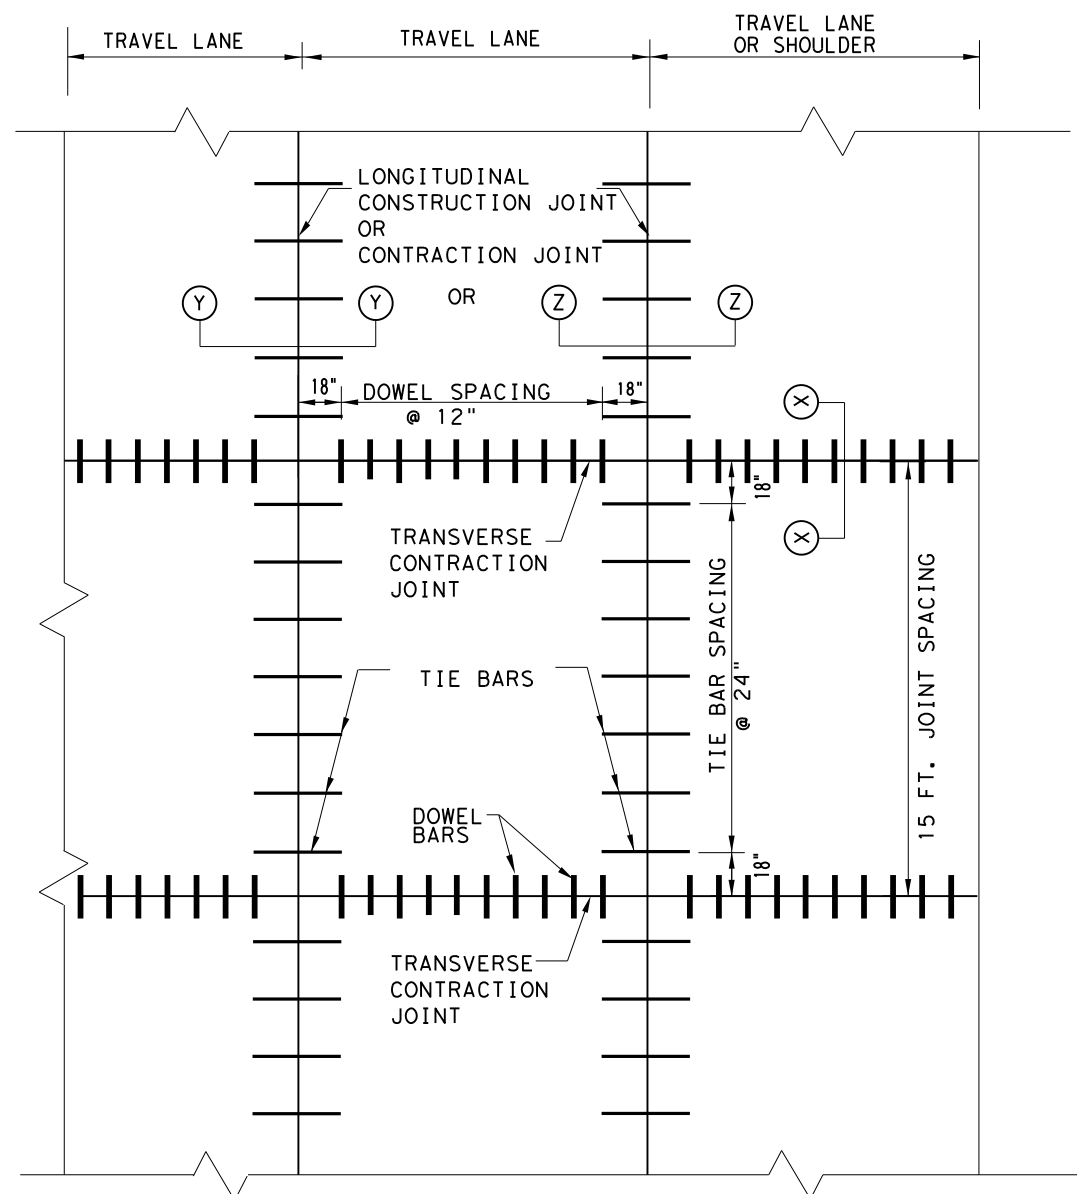 TRAVEL LANE
TRAVEL LANE
TRAVEL LANE
OR SHOULDER
LONGITUDINAL
CONSTRUCTION JOINT
OR
CONTRACTION JOINT
OR
Y
Y
Z
Z
18"
DOWEL SPACING
@ 12"
18"
X
X
18"
TRANSVERSE
CONTRACTION
JOINT
TIE BARS
TIE BAR SPACING
@ 24"
15 FT. JOINT SPACING
DOWEL
BARS
18"
TRANSVERSE
CONTRACTION
JOINT